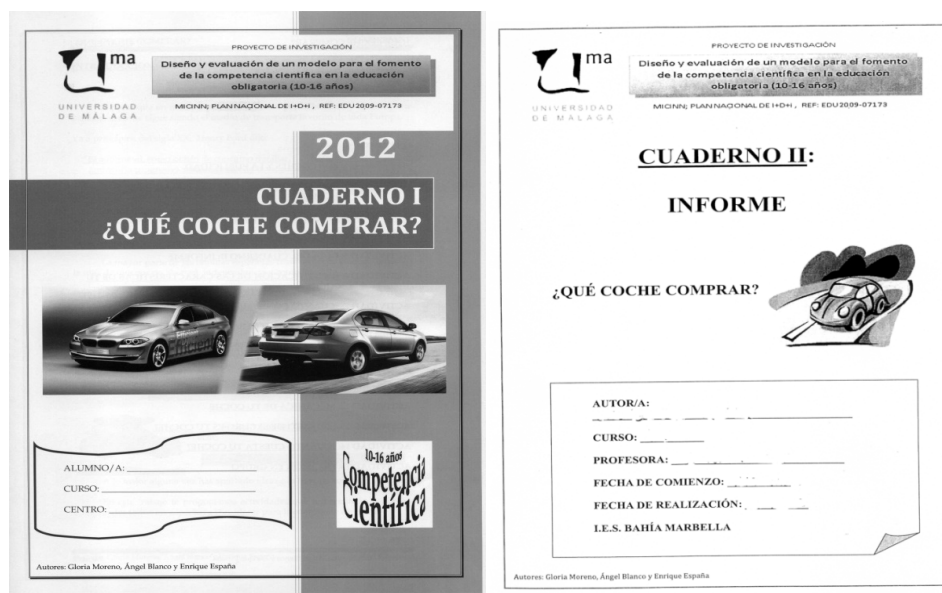 uma
UNIVERSIDAD
DE MÁLAGA
PROYECTO DE INVESTIGACIÓN
Diseño y evaluación de un modelo para el fomento
de la competencia científica en la educación
obligatoria (10-16 años)
MICINN; PLAN NACIONAL DE I+D+i , REF: EDU2009-07173
2012
CUADERNO I
¿QUÉ COCHE COMPRAR?
ALUMNO/A:
CURSO:
CENTRO:
10-16 años
Competencia
Científica
Autores: Gloria Moreno, Ángel Blanco y Enrique España
uma
UNIVERSIDAD
DE MÁLAGA
PROYECTO DE INVESTIGACIÓN
Diseño y evaluación de un modelo para el fomento
de la competencia científica en la educación
obligatoria (10-16 años)
MICINN; PLAN NACIONAL DE I+D+i , REF: EDU2009-07173
CUADERNO II:
INFORME
¿QUÉ COCHE COMPRAR?
AUTOR/A:
CURSO:
PROFESORA:
FECHA DE COMIENZO:
FECHA DE REALIZACIÓN:
I.E.S. BAHÍA MARBELLA
Autores: Gloria Moreno, Ángel Blanco y Enrique España